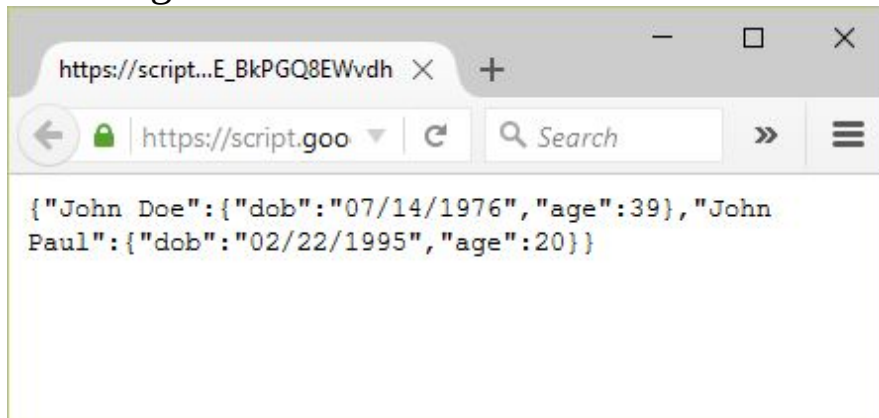 https://script...E_BkPGQ8EWvdh
https://script.goo
Search
{"John Doe":{"dob":"07/14/1976","age":39},"John
Paul":{"dob":"02/22/1995","age":20}}